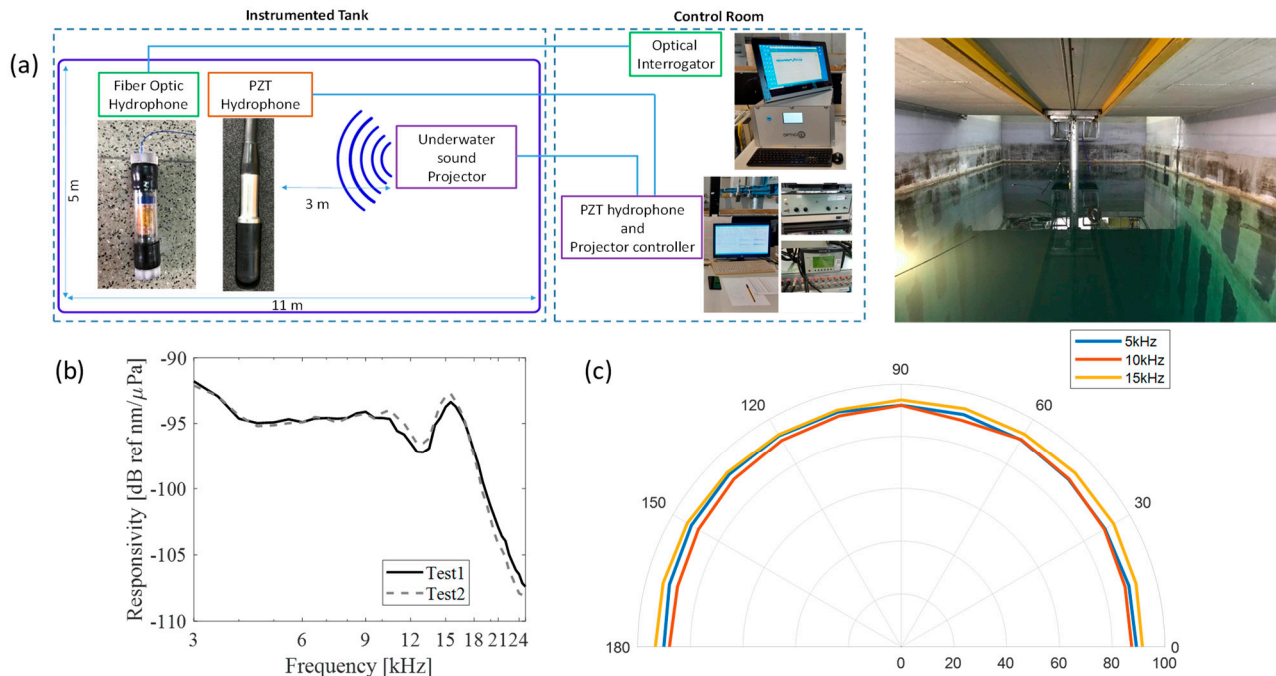 Instrumented Tank
Control Room
(a)
Fiber Optic
Hydrophone
PZT
Hydrophone
Optical
Interrogator
Underwater
sound
Projector
5 m
3 m
PZT hydrophone
and
Projector controller
11 m
(b)
Responsivity [dB ref nm/μPa]
-90
-95
-100
-105
-110
Test1
Test2
3 6 9 12 15 18 21 24
Frequency [kHz]
(c)
5kHz
10kHz
15kHz
90
120 60
150 30
180 0
0 20 40 60 80 100